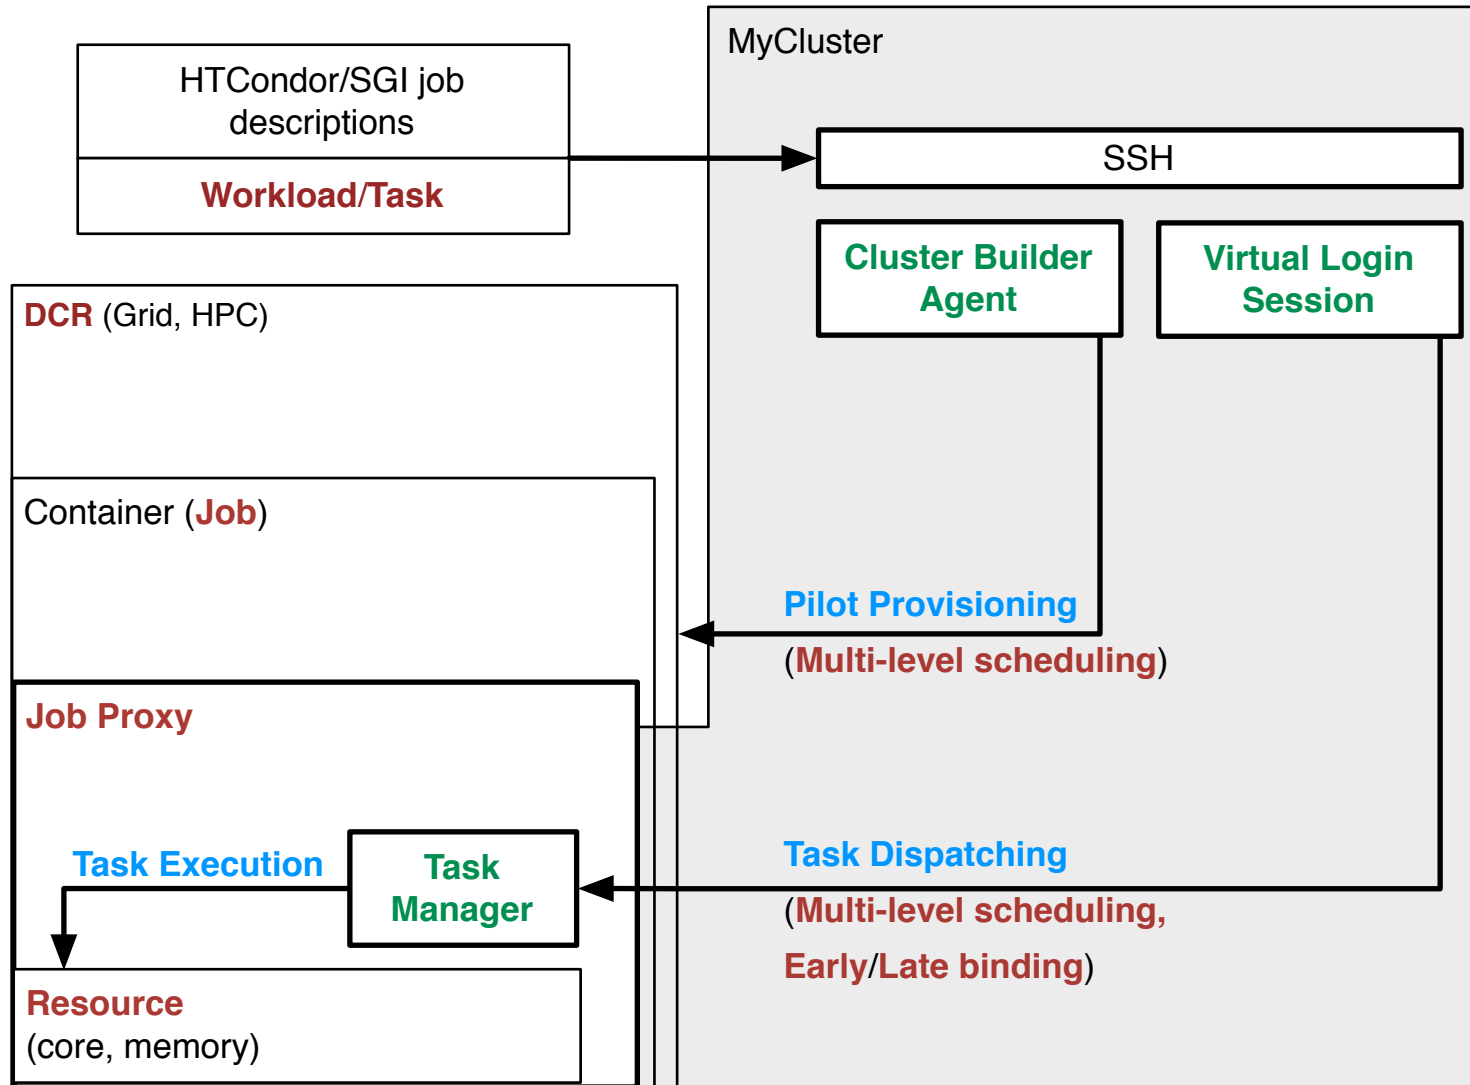 MyCluster
HTCondor/SGI job
descriptions
Workload/Task
SSH
Cluster Builder
Agent
Virtual Login
Session
DCR (Grid, HPC)
Container (Job)
Pilot Provisioning
(Multi-level scheduling)
Job Proxy
Task Execution
Task
Manager
Task Dispatching
(Multi-level scheduling,
Early/Late binding)
Resource
(core, memory)